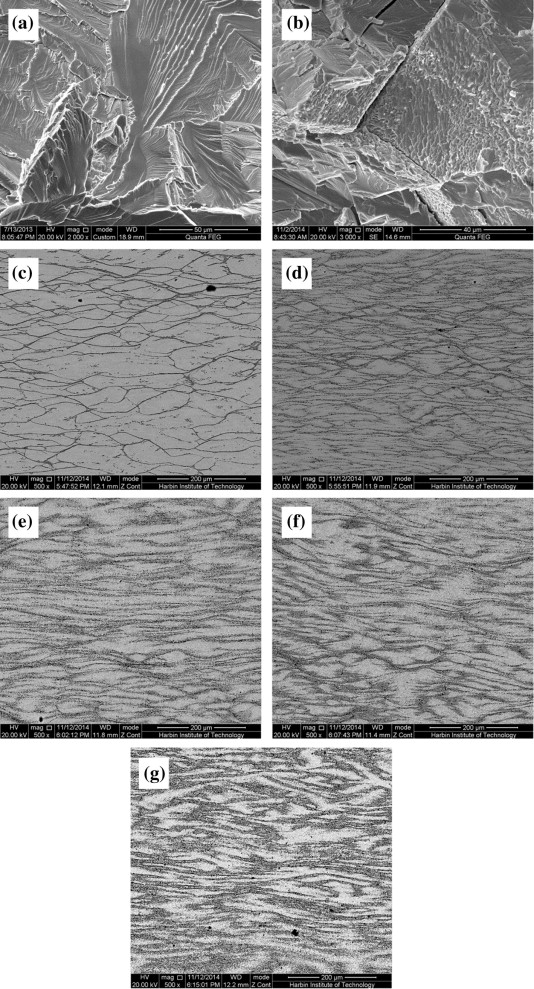 (a)
7/13/2013 HV mag □ mode WD 50 µm
8:05:47 PM 20.00 kV 2 000 x Custom 18.9 mm Quanta FEG
(b)
11/2/2014 HV mag □ mode WD 40 µm
8:43:30 AM 20.00 kV 3 000 x SE 14.6 mm Quanta FEG
(c)
HV mag □ 11/12/2014 WD mode 200 µm
20.00 kV 500 x 5:47:52 PM 12.1 mm Z Cont Harbin Institute of Technology
(d)
HV mag □ 11/12/2014 WD mode 200 µm
20.00 kV 500 x 5:55:51 PM 11.9 mm Z Cont Harbin Institute of Technology
(e)
HV mag □ 11/12/2014 WD mode 200 µm
20.00 kV 500 x 6:02:12 PM 11.8 mm Z Cont Harbin Institute of Technology
(f)
HV mag □ 11/12/2014 WD mode 200 µm
20.00 kV 500 x 6:07:43 PM 11.4 mm Z Cont Harbin Institute of Technology
(g)
HV mag □ 11/12/2014 WD mode 200 µm
20.00 kV 500 x 6:15:01 PM 12.2 mm Z Cont Harbin Institute of Technology